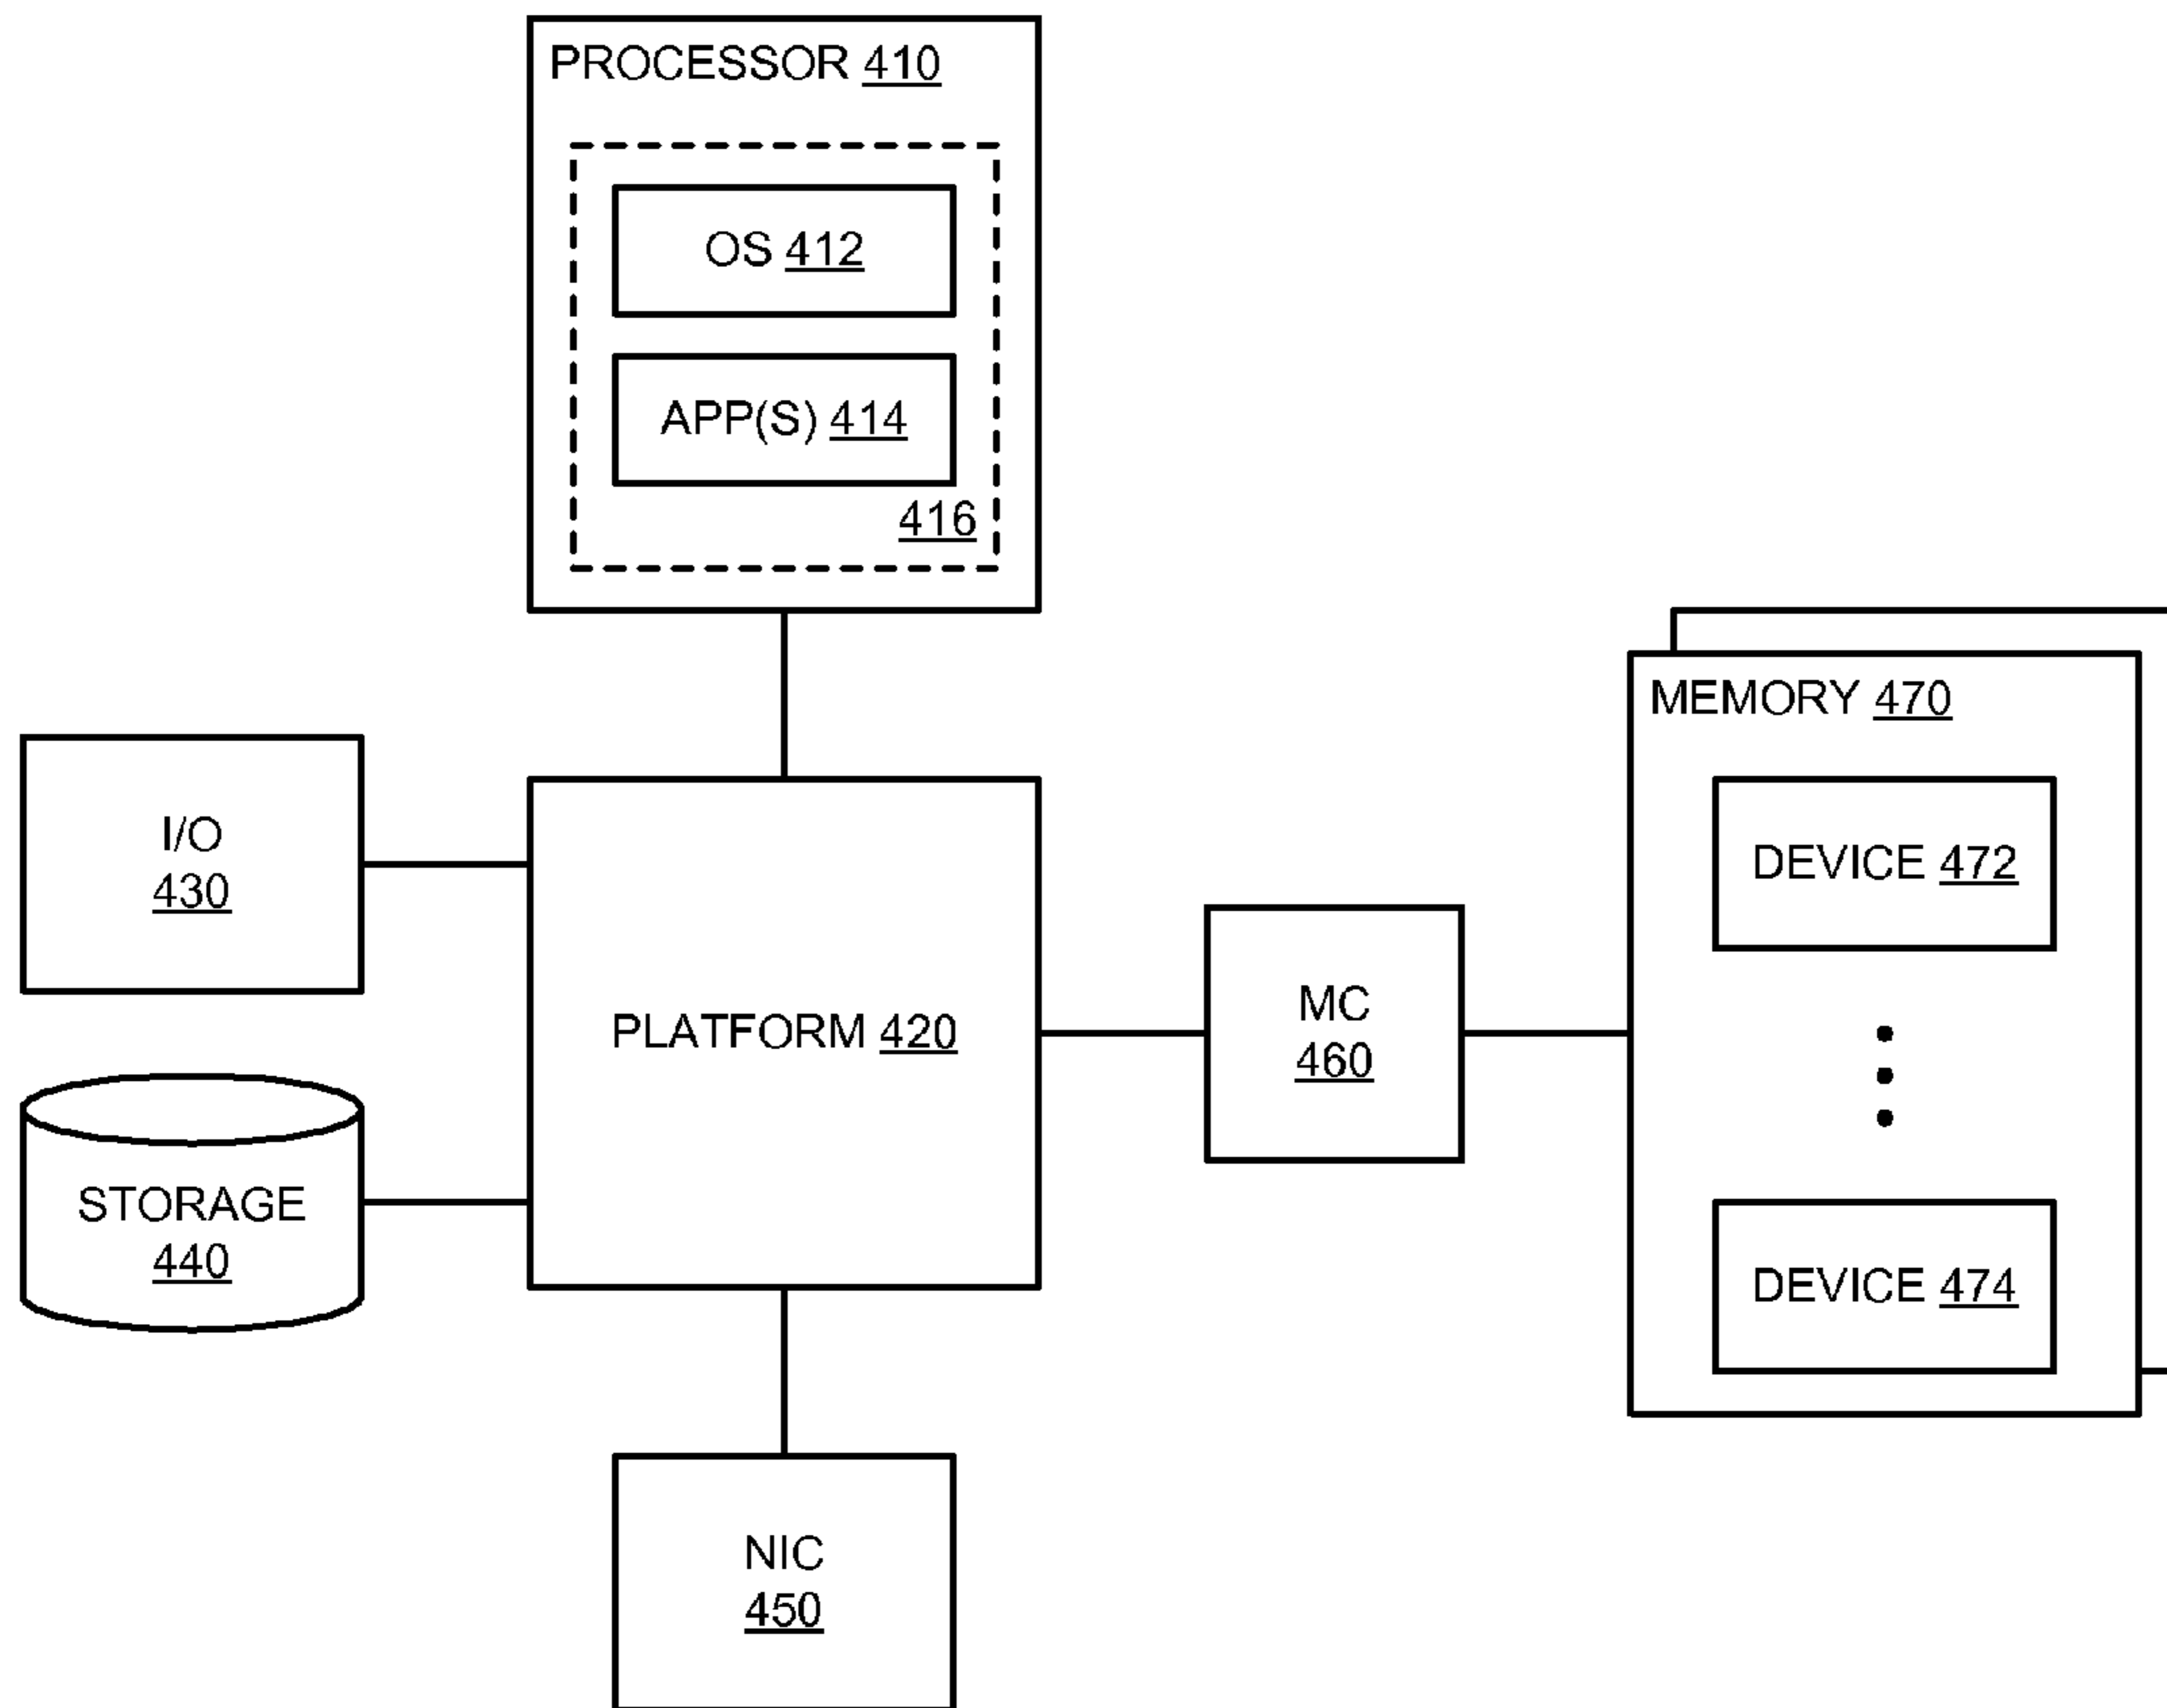 PROCESSOR 410
OS 412
APP(S) 414
416
I/O
430
STORAGE
440
PLATFORM 420
NIC
450
MC
460
MEMORY 470
DEVICE 472
DEVICE 474